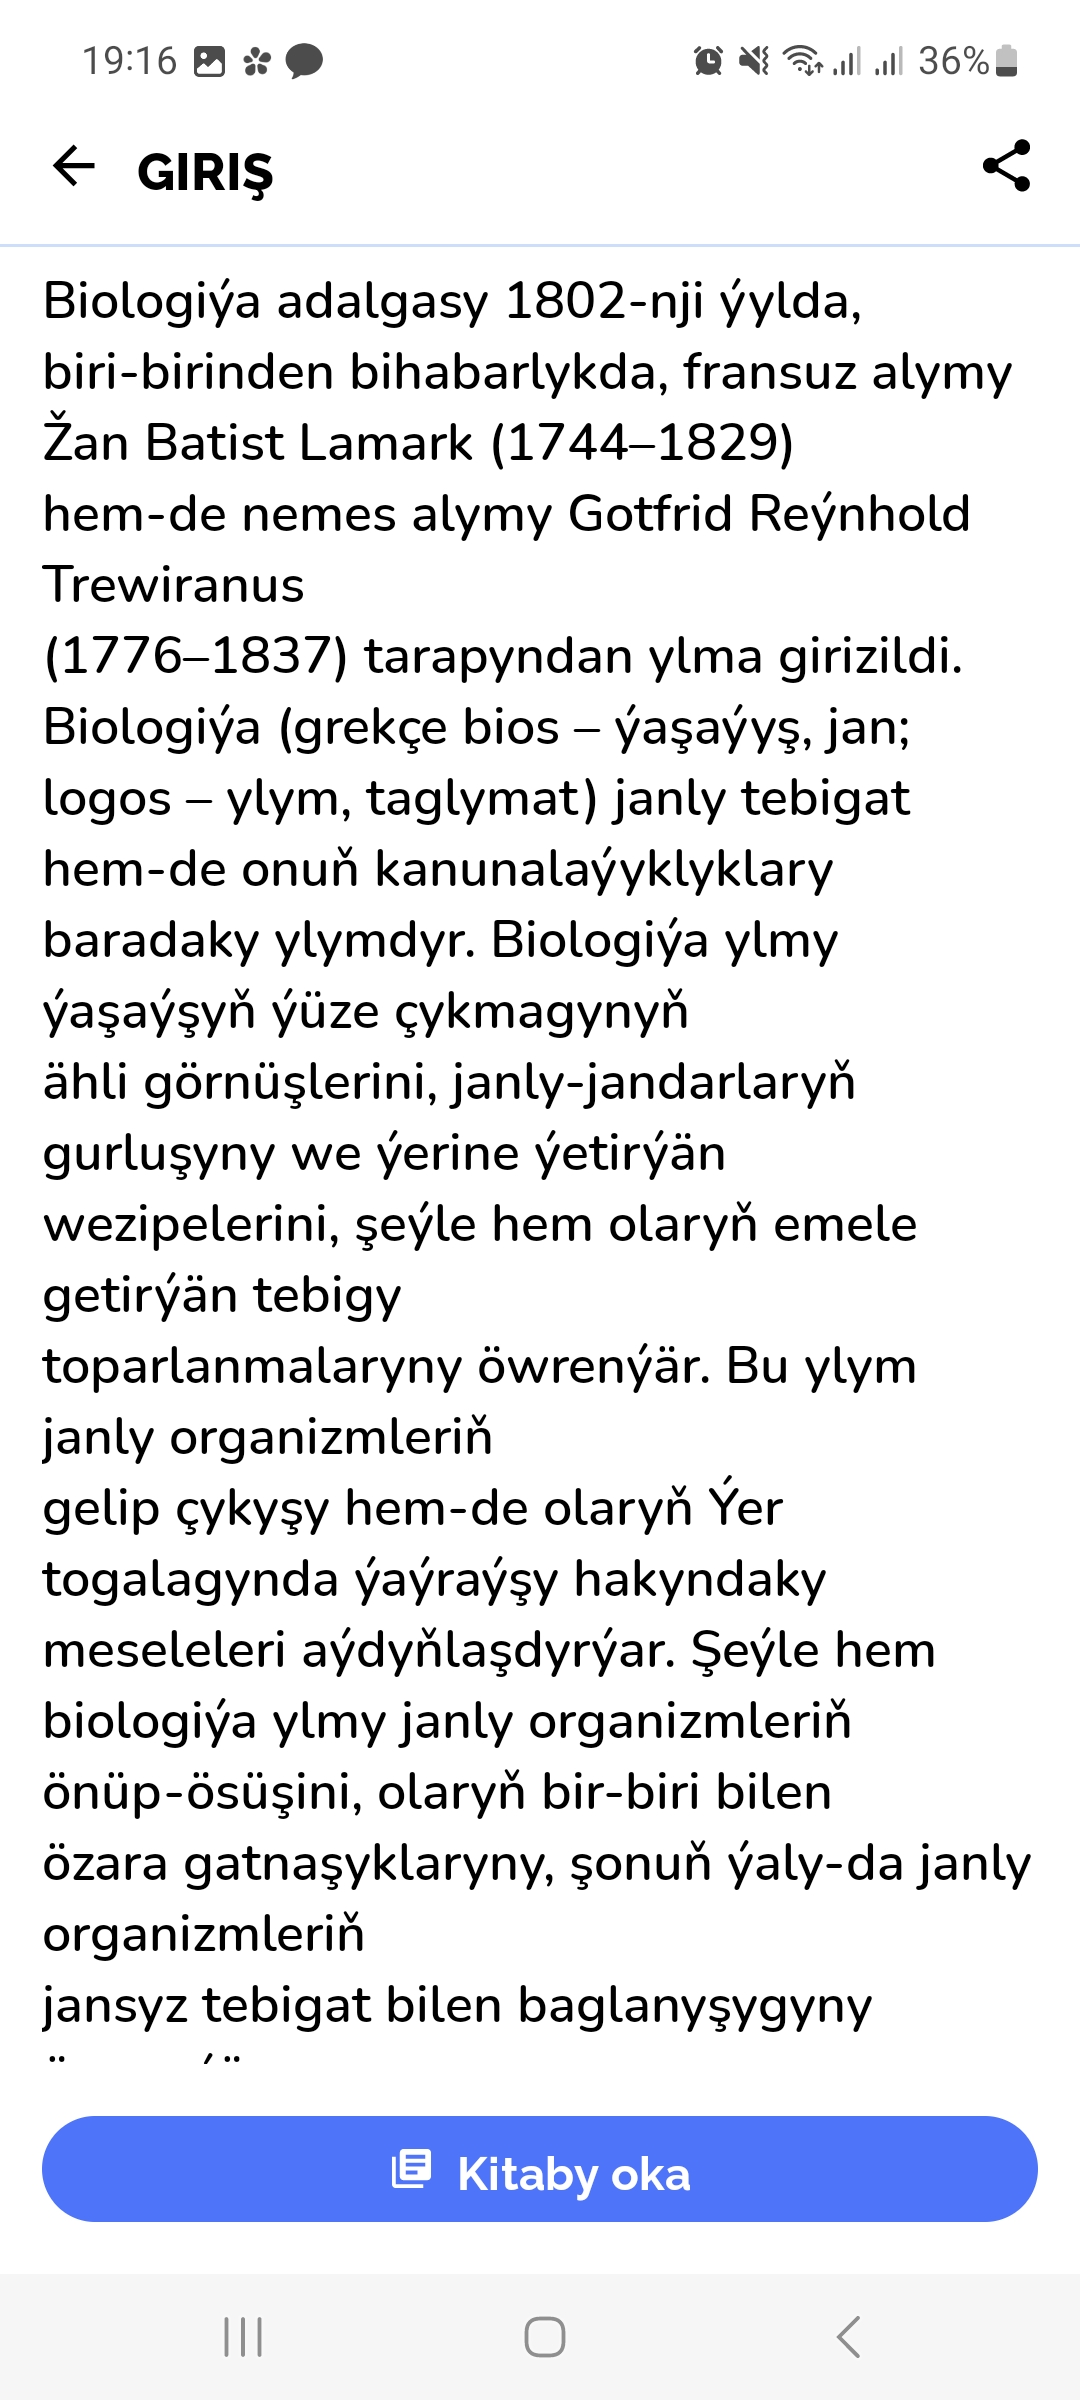 19:16
36%
GIRIŞ
Biologiýa adalgasy 1802-nji ýylda,
biri-birinden bihabarlykda, fransuz alymy
Žan Batist Lamark (1744–1829)
hem-de nemes alymy Gotfrid Reýnhold
Trewiranus
(1776–1837) tarapyndan ylma girizildi.
Biologiýa (grekçe bios – ýaşaýyş, jan;
logos – ylym, taglymat) janly tebigat
hem-de onuň kanunalaýyklyklary
baradaky ylymdyr. Biologiýa ylmy
ýaşaýşyň ýüze çykmagynyň
ähli görnüşlerini, janly-jandarlaryň
gurluşyny we ýerine ýetirýän
wezipelerini, şeýle hem olaryň emele
getirýän tebigy
toparlanmalaryny öwrenýär. Bu ylym
janly organizmleriň
gelip çykyşy hem-de olaryň Ýer
togalagynda ýaýraýşy hakyndaky
meseleleri aýdyňlaşdyrýar. Şeýle hem
biologiýa ylmy janly organizmleriň
önüp-ösüşini, olaryň bir-biri bilen
özara gatnaşyklaryny, şonuň ýaly-da janly
organizmleriň
jansyz tebigat bilen baglanyşygyny
Kitaby oka